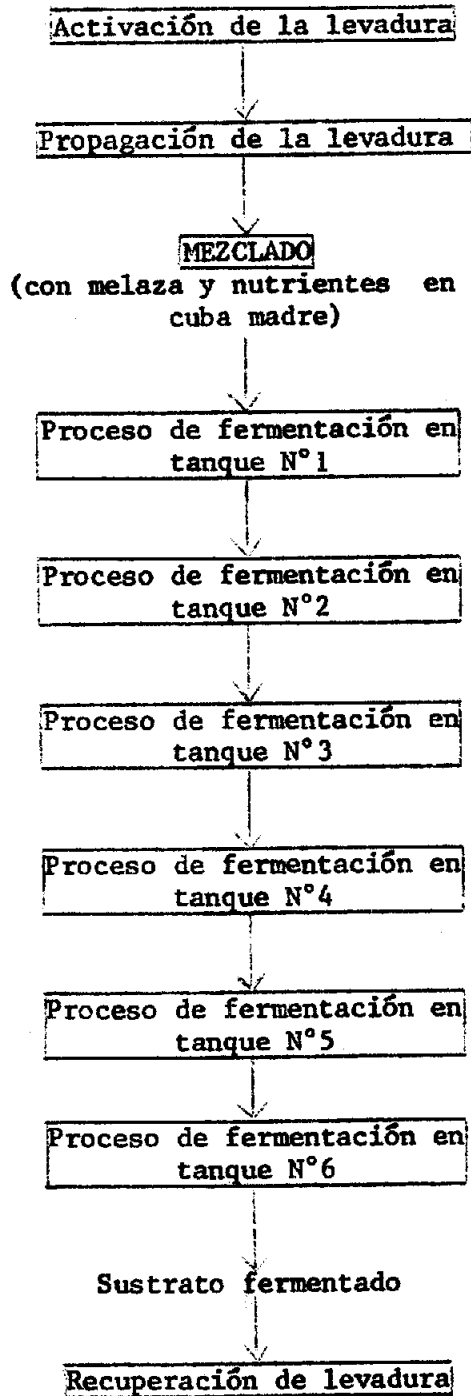 Activación de la levadura
Propagación de la levadura
MEZCLADO
(con melaza y nutrientes en
cuba madre)
Proceso de fermentación en
tanque N°1
Proceso de fermentación en
tanque N°2
Proceso de fermentación en
tanque N°3
Proceso de fermentación en
tanque N°4
Proceso de fermentación en
tanque N°5
Proceso de fermentación en
tanque N°6
Sustrato fermentado
Recuperación de levadura